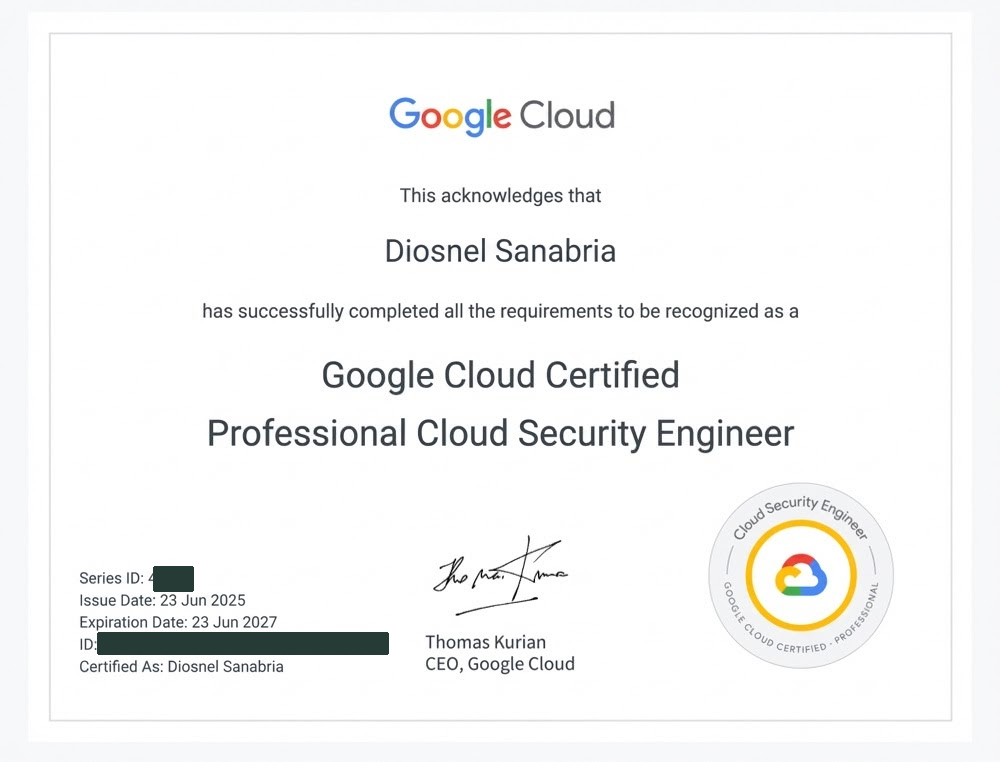 Google Cloud
This acknowledges that
Diosnel Sanabria
has successfully completed all the requirements to be recognized as a
Google Cloud Certified
Professional Cloud Security Engineer
Series ID: 4
Issue Date: 23 Jun 2025
Expiration Date: 23 Jun 2027
ID:
Certified As: Diosnel Sanabria
Thomas Kurian
CEO, Google Cloud
Cloud Security Engineer
GOOGLE CLOUD CERTIFIED - PROFESSIONAL